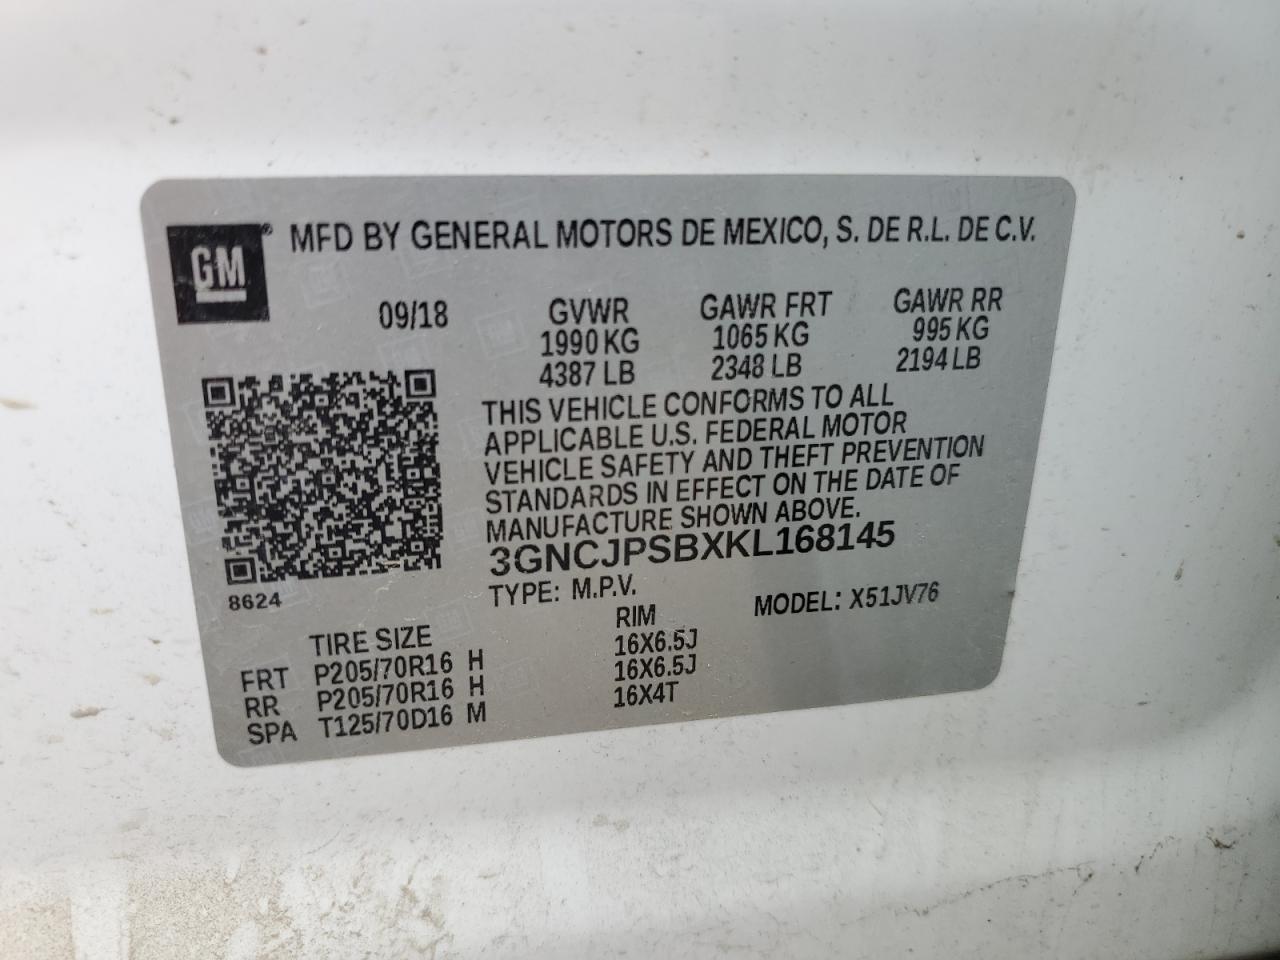 GM® MFD BY GENERAL MOTORS DE MEXICO, S. DE R.L. DE C.V.
09/18 GVWR GAWR FRT GAWR RR
1990 KG 1065 KG 995 KG
4387 LB 2348 LB 2194 LB
THIS VEHICLE CONFORMS TO ALL
APPLICABLE U.S. FEDERAL MOTOR
VEHICLE SAFETY AND THEFT PREVENTION
STANDARDS IN EFFECT ON THE DATE OF
MANUFACTURE SHOWN ABOVE.
3GNCJPSBXKL168145
8624
TYPE: M.P.V. MODEL: X51JV76
TIRE SIZE RIM
FRT P205/70R16 H 16X6.5J
RR P205/70R16 H 16X6.5J
SPA T125/70D16 M 16X4T